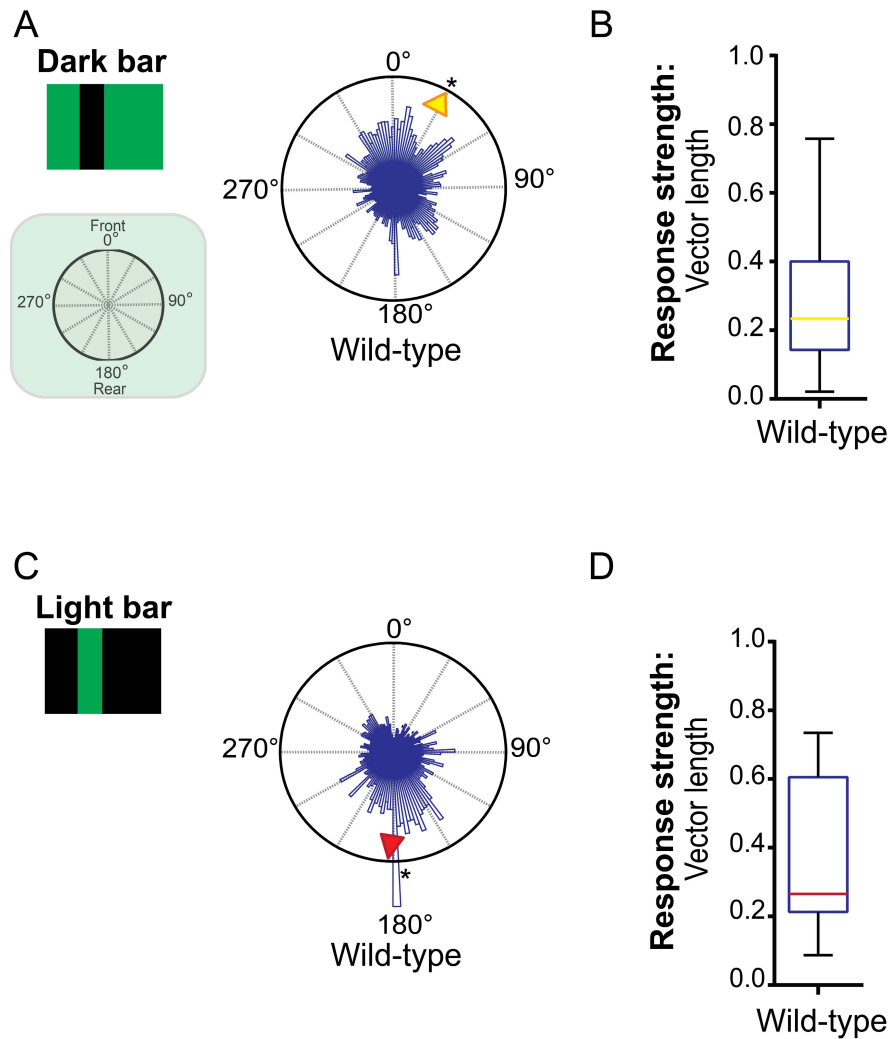 A
Dark bar
Front
0°
270°
90°
180°
Rear
0°
*
270°
90°
180°
Wild-type
B
Response strength:
Vector length
1.0
0.8
0.6
0.4
0.2
0.0
Wild-type
C
Light bar
0°
270°
90°
*
180°
Wild-type
D
Response strength:
Vector length
1.0
0.8
0.6
0.4
0.2
0.0
Wild-type